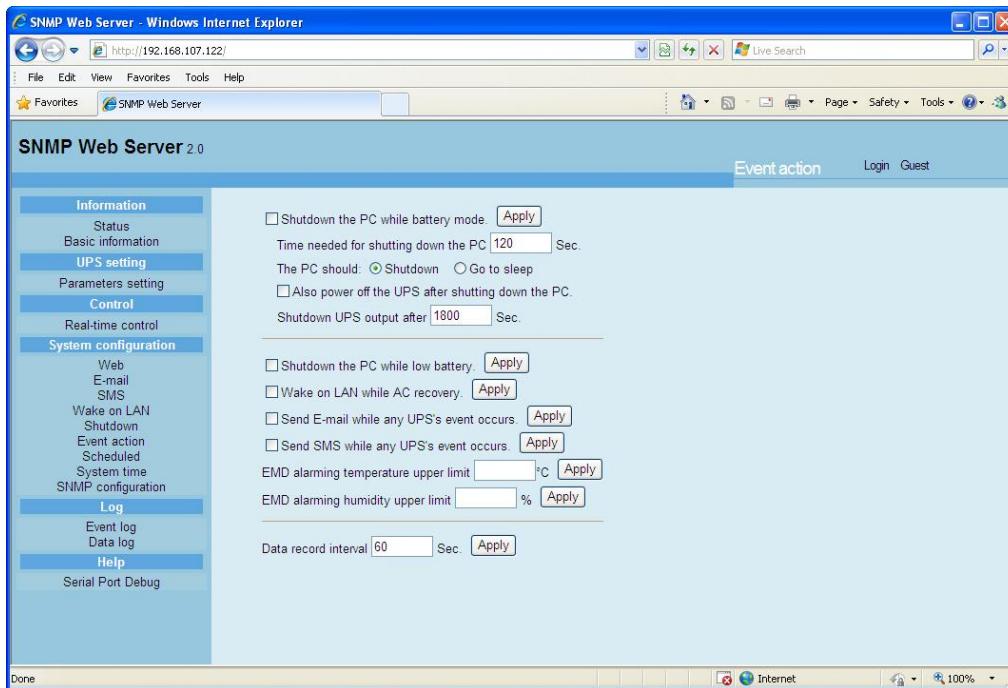 SNMP Web Server - Windows Internet Explorer
http://192.168.107.122/
Live Search
File Edit View Favorites Tools Help
Favorites SNMP Web Server Page Safety Tools
SNMP Web Server 2.0
Event action Login Guest
Information
Status
Basic information
UPS setting
Parameters setting
Control
Real-time control
System configuration
Web
E-mail
SMS
Wake on LAN
Shutdown
Event action
Scheduled
System time
SNMP configuration
Log
Event log
Data log
Help
Serial Port Debug
Shutdown the PC while battery mode. Apply
Time needed for shutting down the PC 120 Sec.
The PC should: Shutdown Go to sleep
Also power off the UPS after shutting down the PC.
Shutdown UPS output after 1800 Sec.
Shutdown the PC while low battery. Apply
Wake on LAN while AC recovery. Apply
Send E-mail while any UPS's event occurs. Apply
Send SMS while any UPS's event occurs. Apply
EMD alarming temperature upper limit °C Apply
EMD alarming humidity upper limit % Apply
Data record interval 60 Sec. Apply
Done Internet 100%